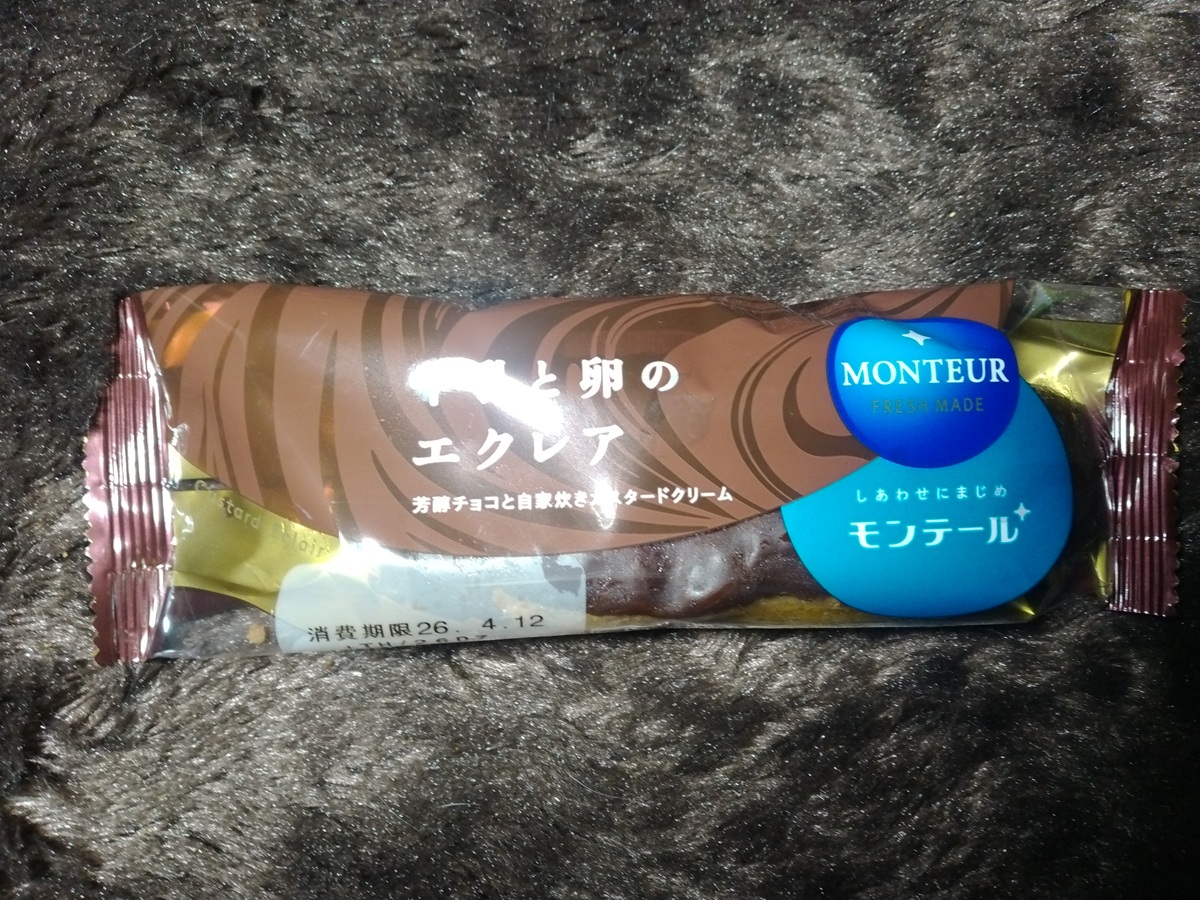 と卵の
エクレア
芳醇チョコと自家炊きカスタードクリーム
MONTEUR
FRESH MADE
しあわせにまじめ
モンテール
消費期限26. 4.12